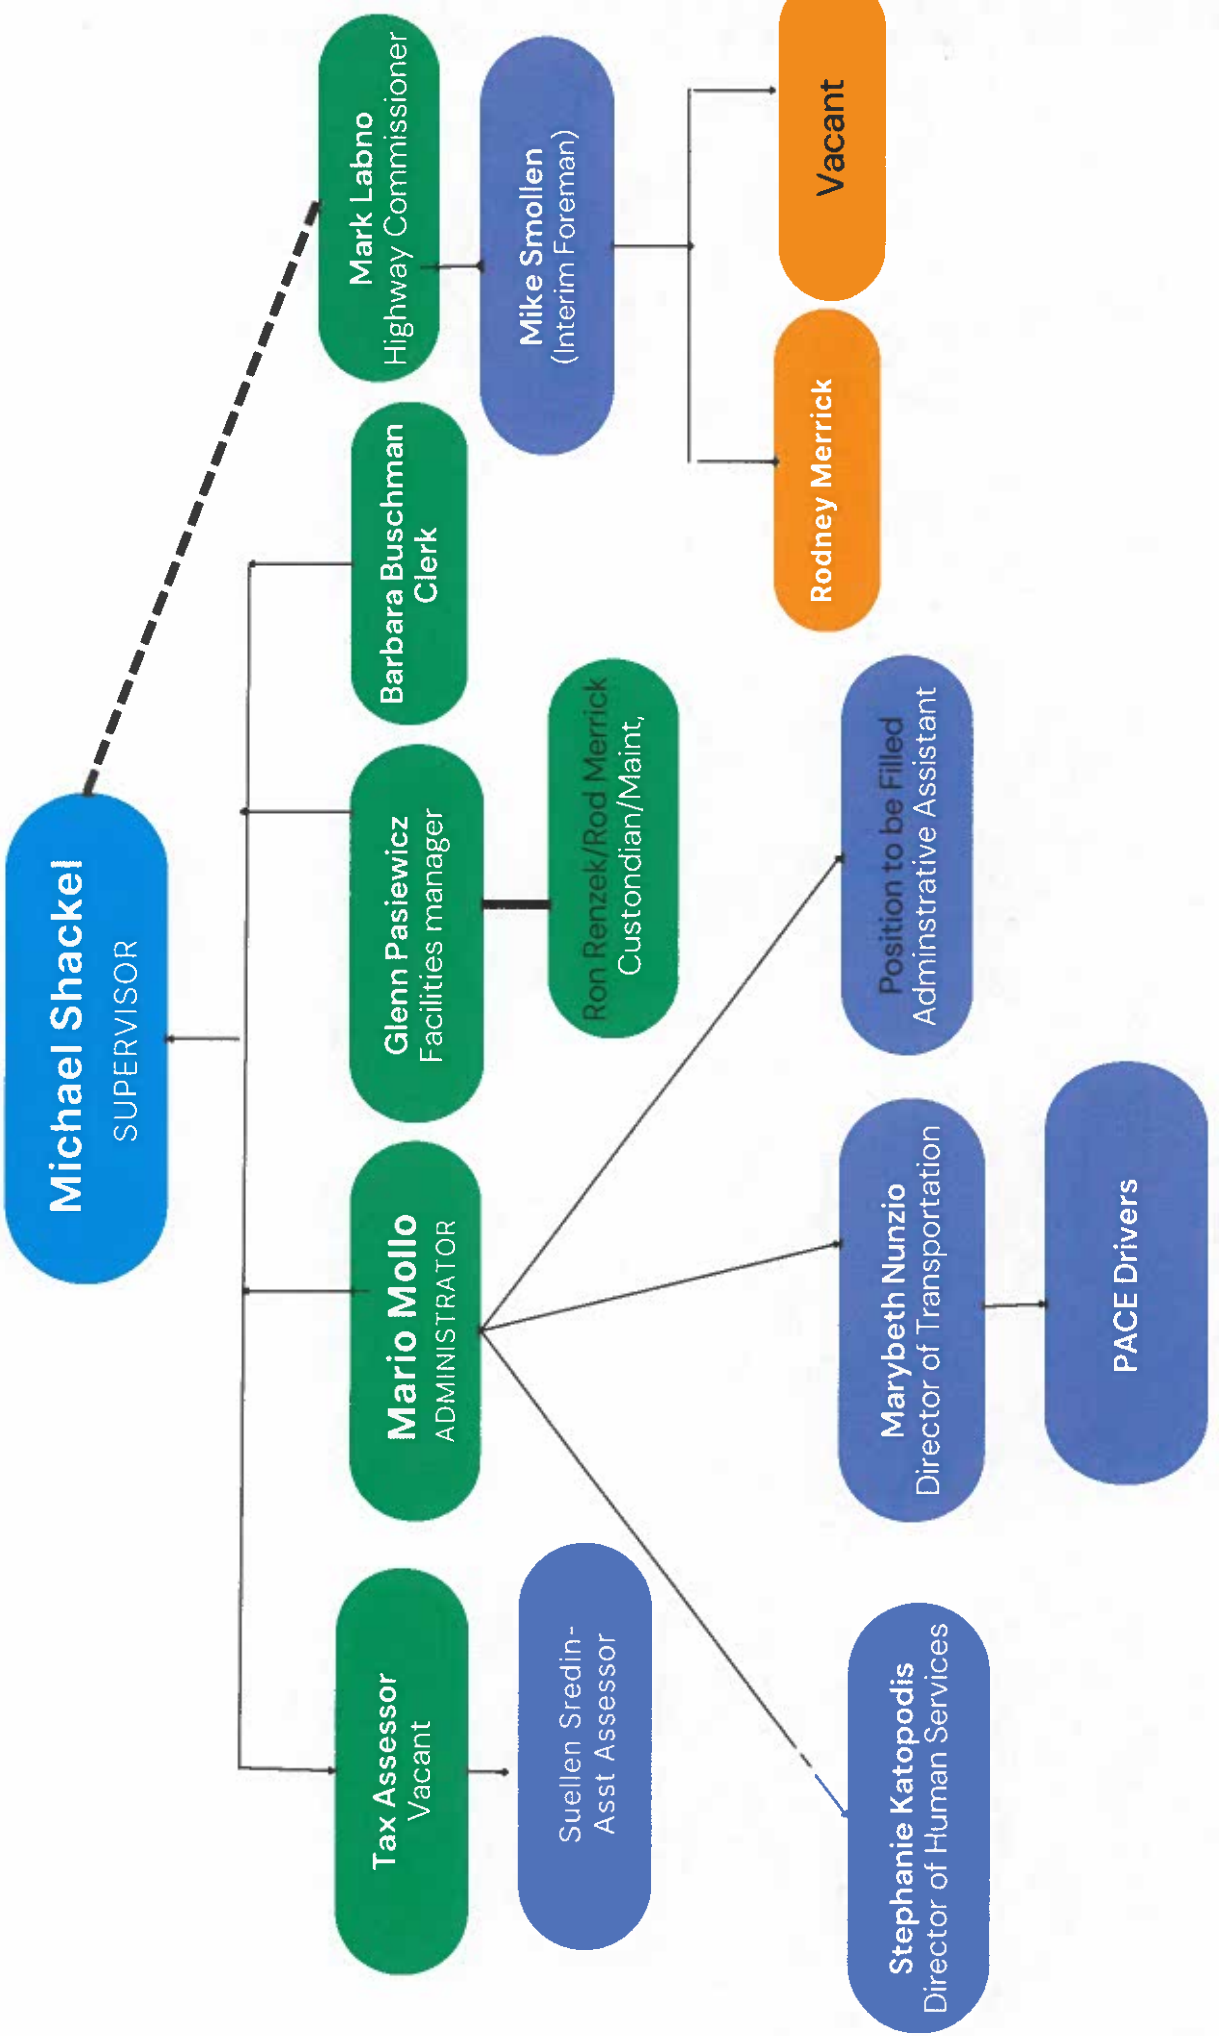 Michael Shackel
SUPERVISOR
Tax Assessor
Vacant
Mario Mollo
ADMINISTRATOR
Glenn Pasiewicz
Facilities manager
Barbara Buschman
Clerk
Mark Labno
Highway Commissioner
Suellen Sredin-
Asst Assessor
Ron Renzek/Rod Merrick
Custondian/Maint,
Mike Smollen
(Interim Foreman)
Stephanie Katopodis
Director of Human Services
Marybeth Nunzio
Director of Transportation
Position to be Filled
Adminstrative Assistant
Rodney Merrick
Vacant
PACE Drivers